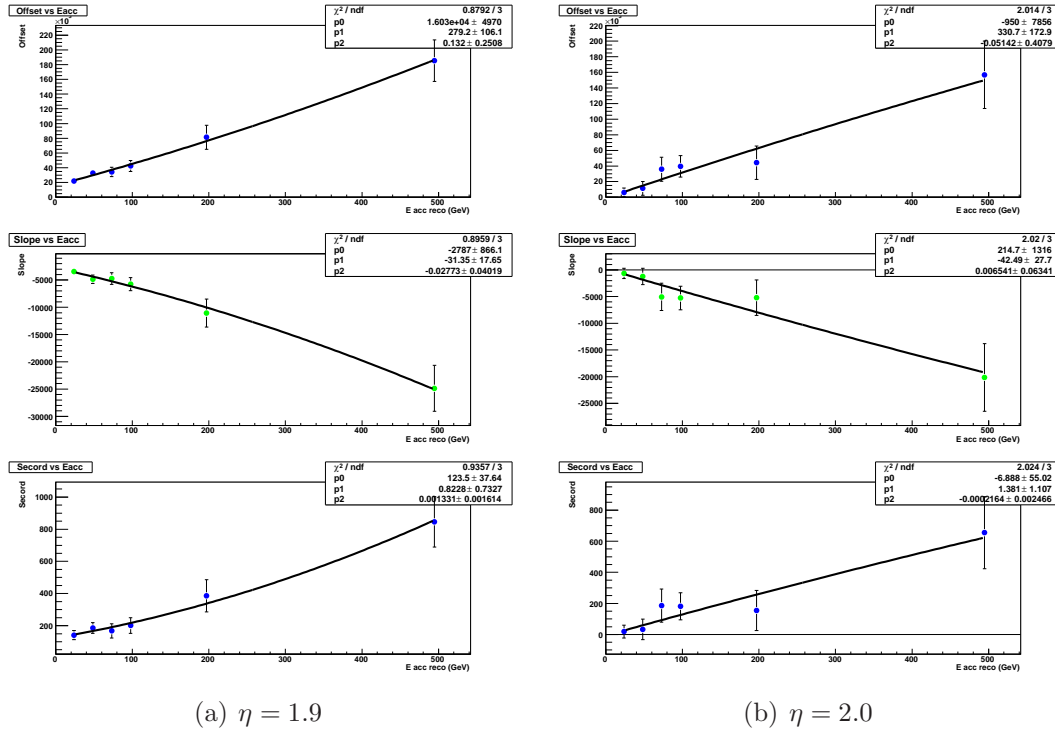 Offset vs Eacc
×10³
Offset
χ² / ndf 0.8792 / 3
p0 1.603e+04 ± 4970
p1 279.2 ± 106.1
p2 0.132 ± 0.2508
220
200
180
160
140
120
100
80
60
40
20
0
0 100 200 300 400 500
E acc reco (GeV)
Slope vs Eacc
Slope
χ² / ndf 0.8959 / 3
p0 -2787 ± 866.1
p1 -31.35 ± 17.65
p2 -0.02773 ± 0.04019
-5000
-10000
-15000
-20000
-25000
-30000
0 100 200 300 400 500
E acc reco (GeV)
Secord vs Eacc
Secord
χ² / ndf 0.9357 / 3
p0 123.5 ± 37.64
p1 0.8228 ± 0.7327
p2 0.001331 ± 0.001614
1000
800
600
400
200
0 100 200 300 400 500
E acc reco (GeV)
(a) η = 1.9
Offset vs Eacc
Offset
χ² / ndf 2.014 / 3
p0 -950 ± 7856
p1 330.7 ± 172.9
p2 -0.05142 ± 0.4079
220
200
180
160
140
120
100
80
60
40
20
0
0 100 200 300 400 500
E acc reco (GeV)
Slope vs Eacc
Slope
χ² / ndf 2.02 / 3
p0 214.7 ± 1316
p1 -42.49 ± 27.7
p2 0.006541 ± 0.06341
0
-5000
-10000
-15000
-20000
-25000
0 100 200 300 400 500
E acc reco (GeV)
Secord vs Eacc
Secord
χ² / ndf 2.024 / 3
p0 -6.888 ± 55.02
p1 1.381 ± 1.107
p2 -0.0002164 ± 0.002466
800
600
400
200
0
0 100 200 300 400 500
E acc reco (GeV)
(b) η = 2.0